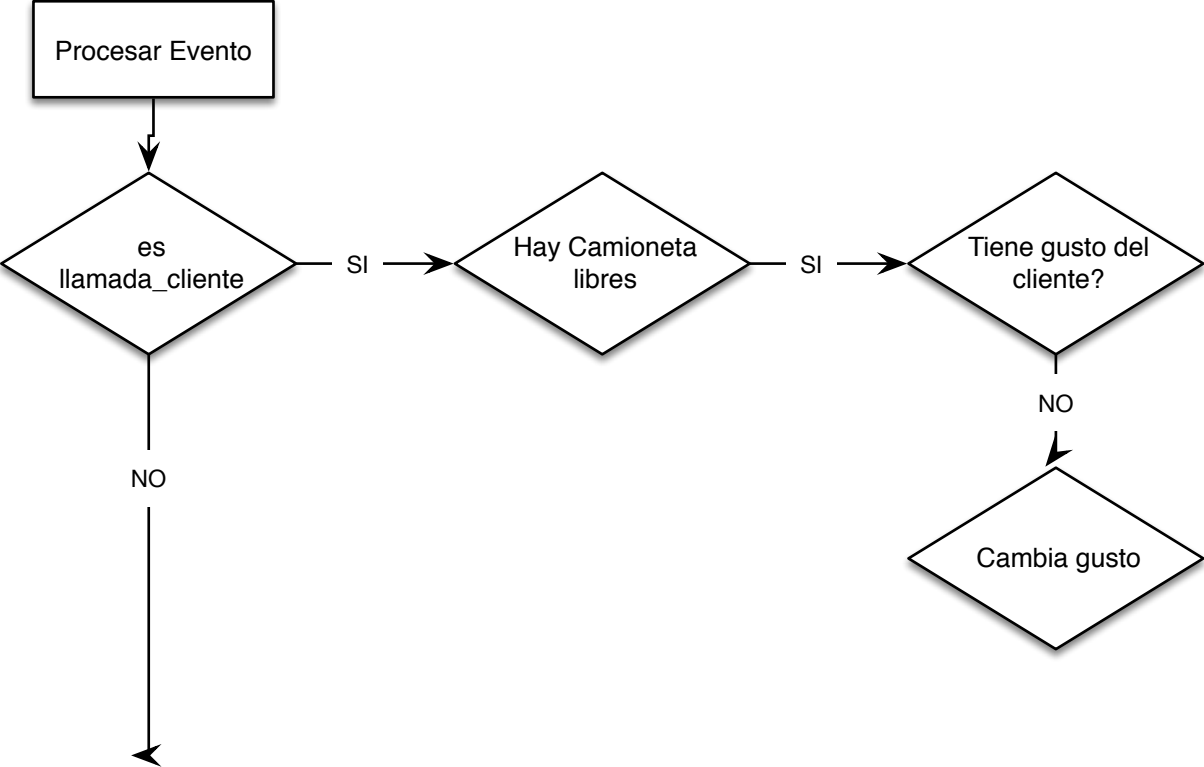 Procesar Evento
es
llamada_cliente
SI
Hay Camioneta
libres
SI
Tiene gusto del
cliente?
NO
NO
Cambia gusto